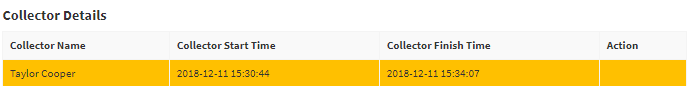 Collector Details
Collector Name Collector Start Time Collector Finish Time Action
Taylor Cooper 2018-12-11 15:30:44 2018-12-11 15:34:07